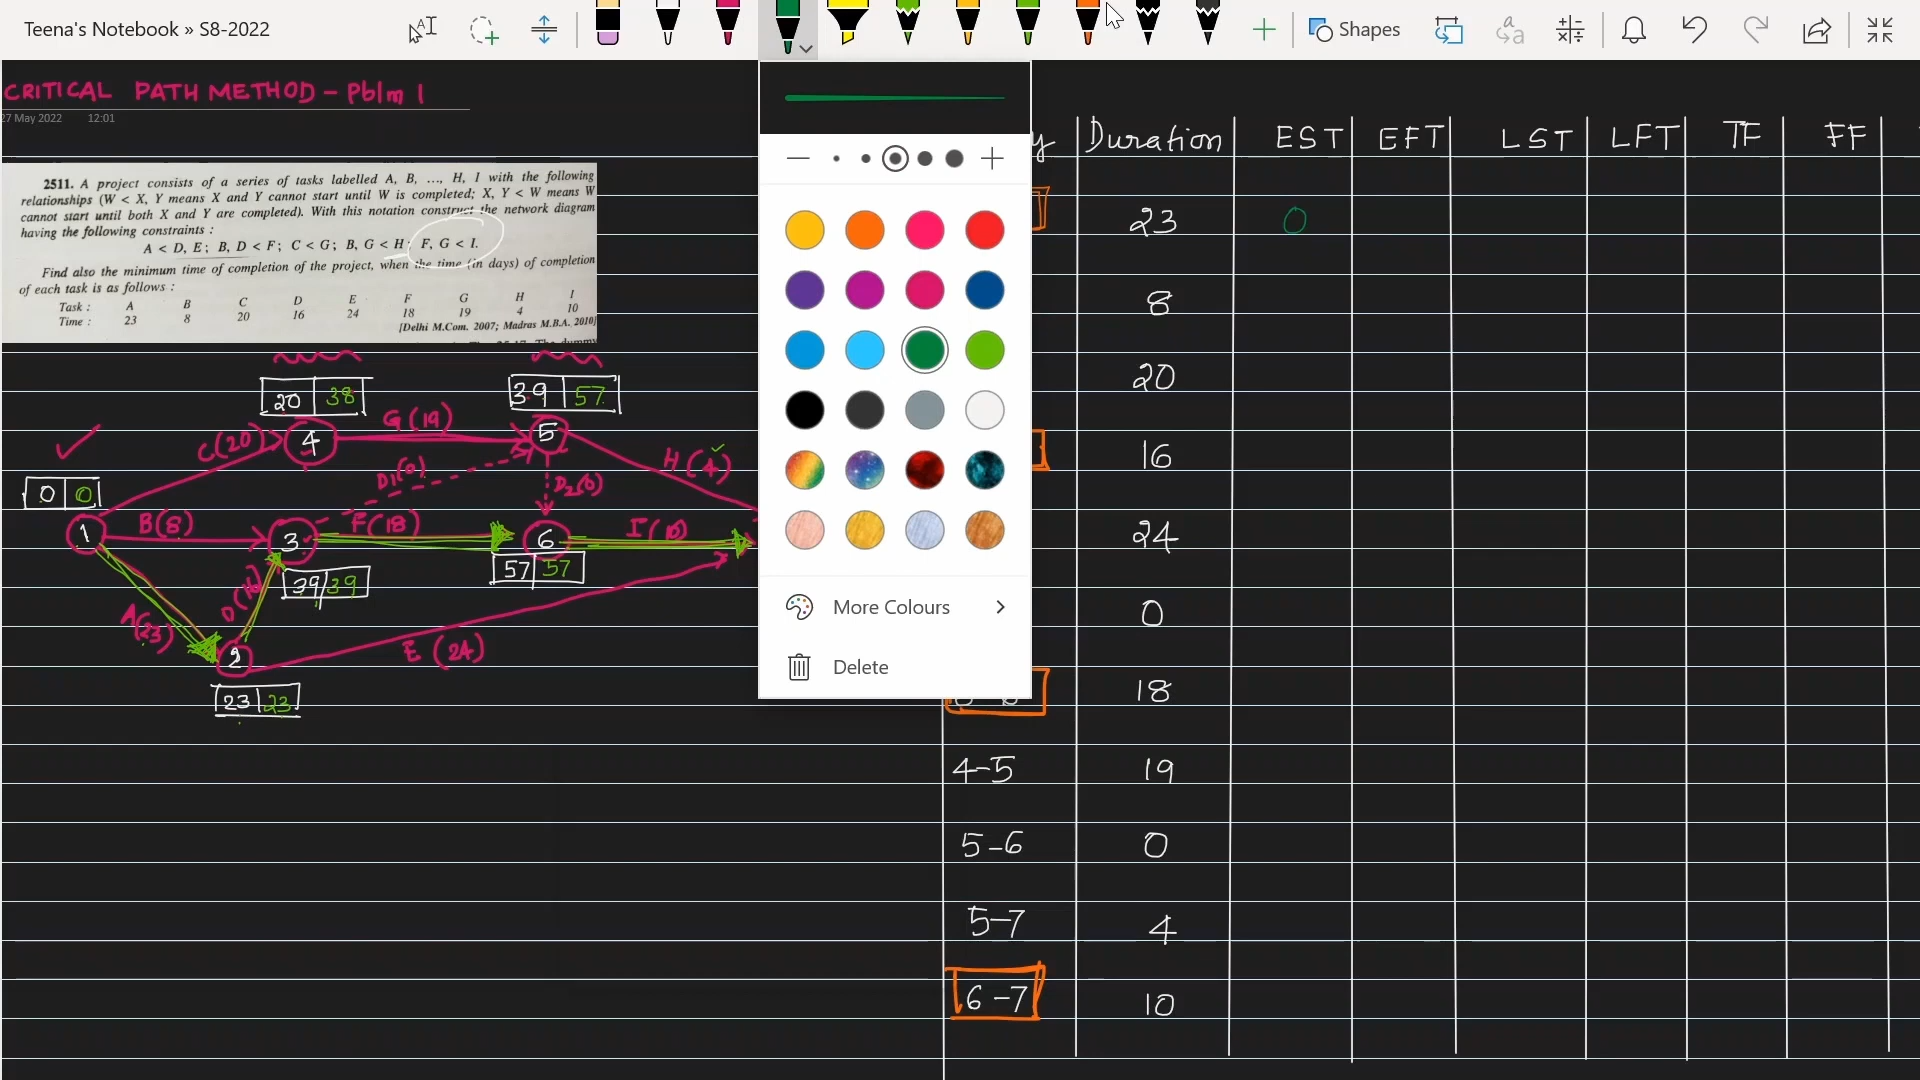 Teena's Notebook » S8-2022
Shapes
CRITICAL PATH METHOD - Pblm 1
27 May 2022 12:01
2511. A project consists of a series of tasks labelled A, B, ..., H, I with the following
relationships (W < X, Y means X and Y cannot start until W is completed; X, Y < W means W
cannot start until both X and Y are completed). With this notation construct the network diagram
having the following constraints :
A < D, E; B, D < F; C < G; B, G < H; F, G < I.
Find also the minimum time of completion of the project, when the time (in days) of completion
of each task is as follows :
Task : A B C D E F G H I
Time : 23 8 20 16 24 18 19 4 10
[Delhi M.Com. 2007; Madras M.B.A. 2010]
20 38
39 57
C(20)
4
G(19)
5
H(4)
D1(0)
D2(0)
0 0
1
B(8)
3
F(18)
6
I(10)
39 39
57 57
A(23)
2
E (24)
23 23
More Colours
Delete
y Duration EST EFT LST LFT TF FF
23 0
8
20
16
24
0
18
4-5 19
5-6 0
5-7 4
6-7 10